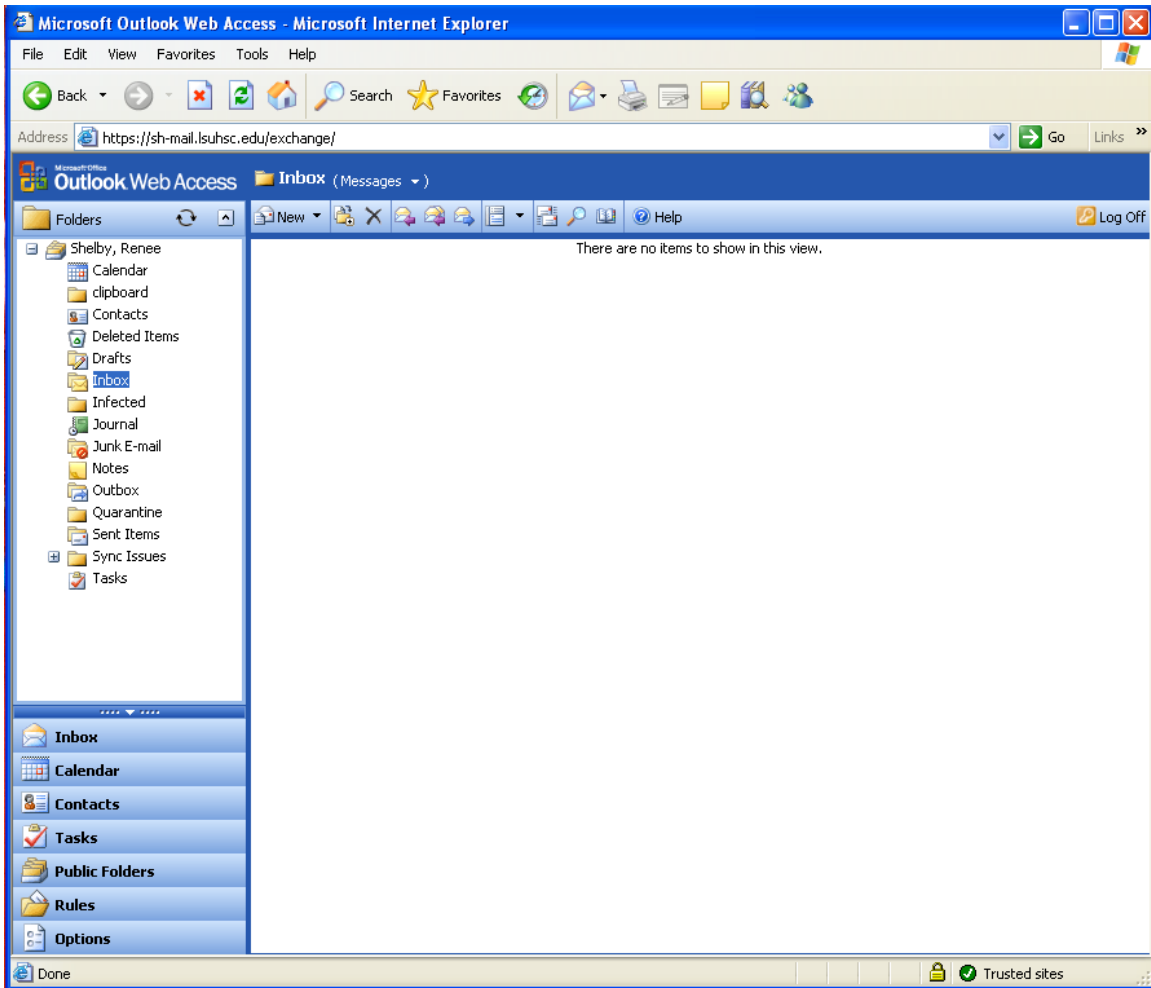 Microsoft Outlook Web Access - Microsoft Internet Explorer
File Edit View Favorites Tools Help
Back Search Favorites
Address https://sh-mail.lsuhsc.edu/exchange/ Go Links »
Microsoft Office
Outlook Web Access Inbox (Messages )
Folders New Help Log Off
Shelby, Renee There are no items to show in this view.
Calendar
clipboard
Contacts
Deleted Items
Drafts
Inbox
Infected
Journal
Junk E-mail
Notes
Outbox
Quarantine
Sent Items
Sync Issues
Tasks
Inbox
Calendar
Contacts
Tasks
Public Folders
Rules
Options
Done Trusted sites